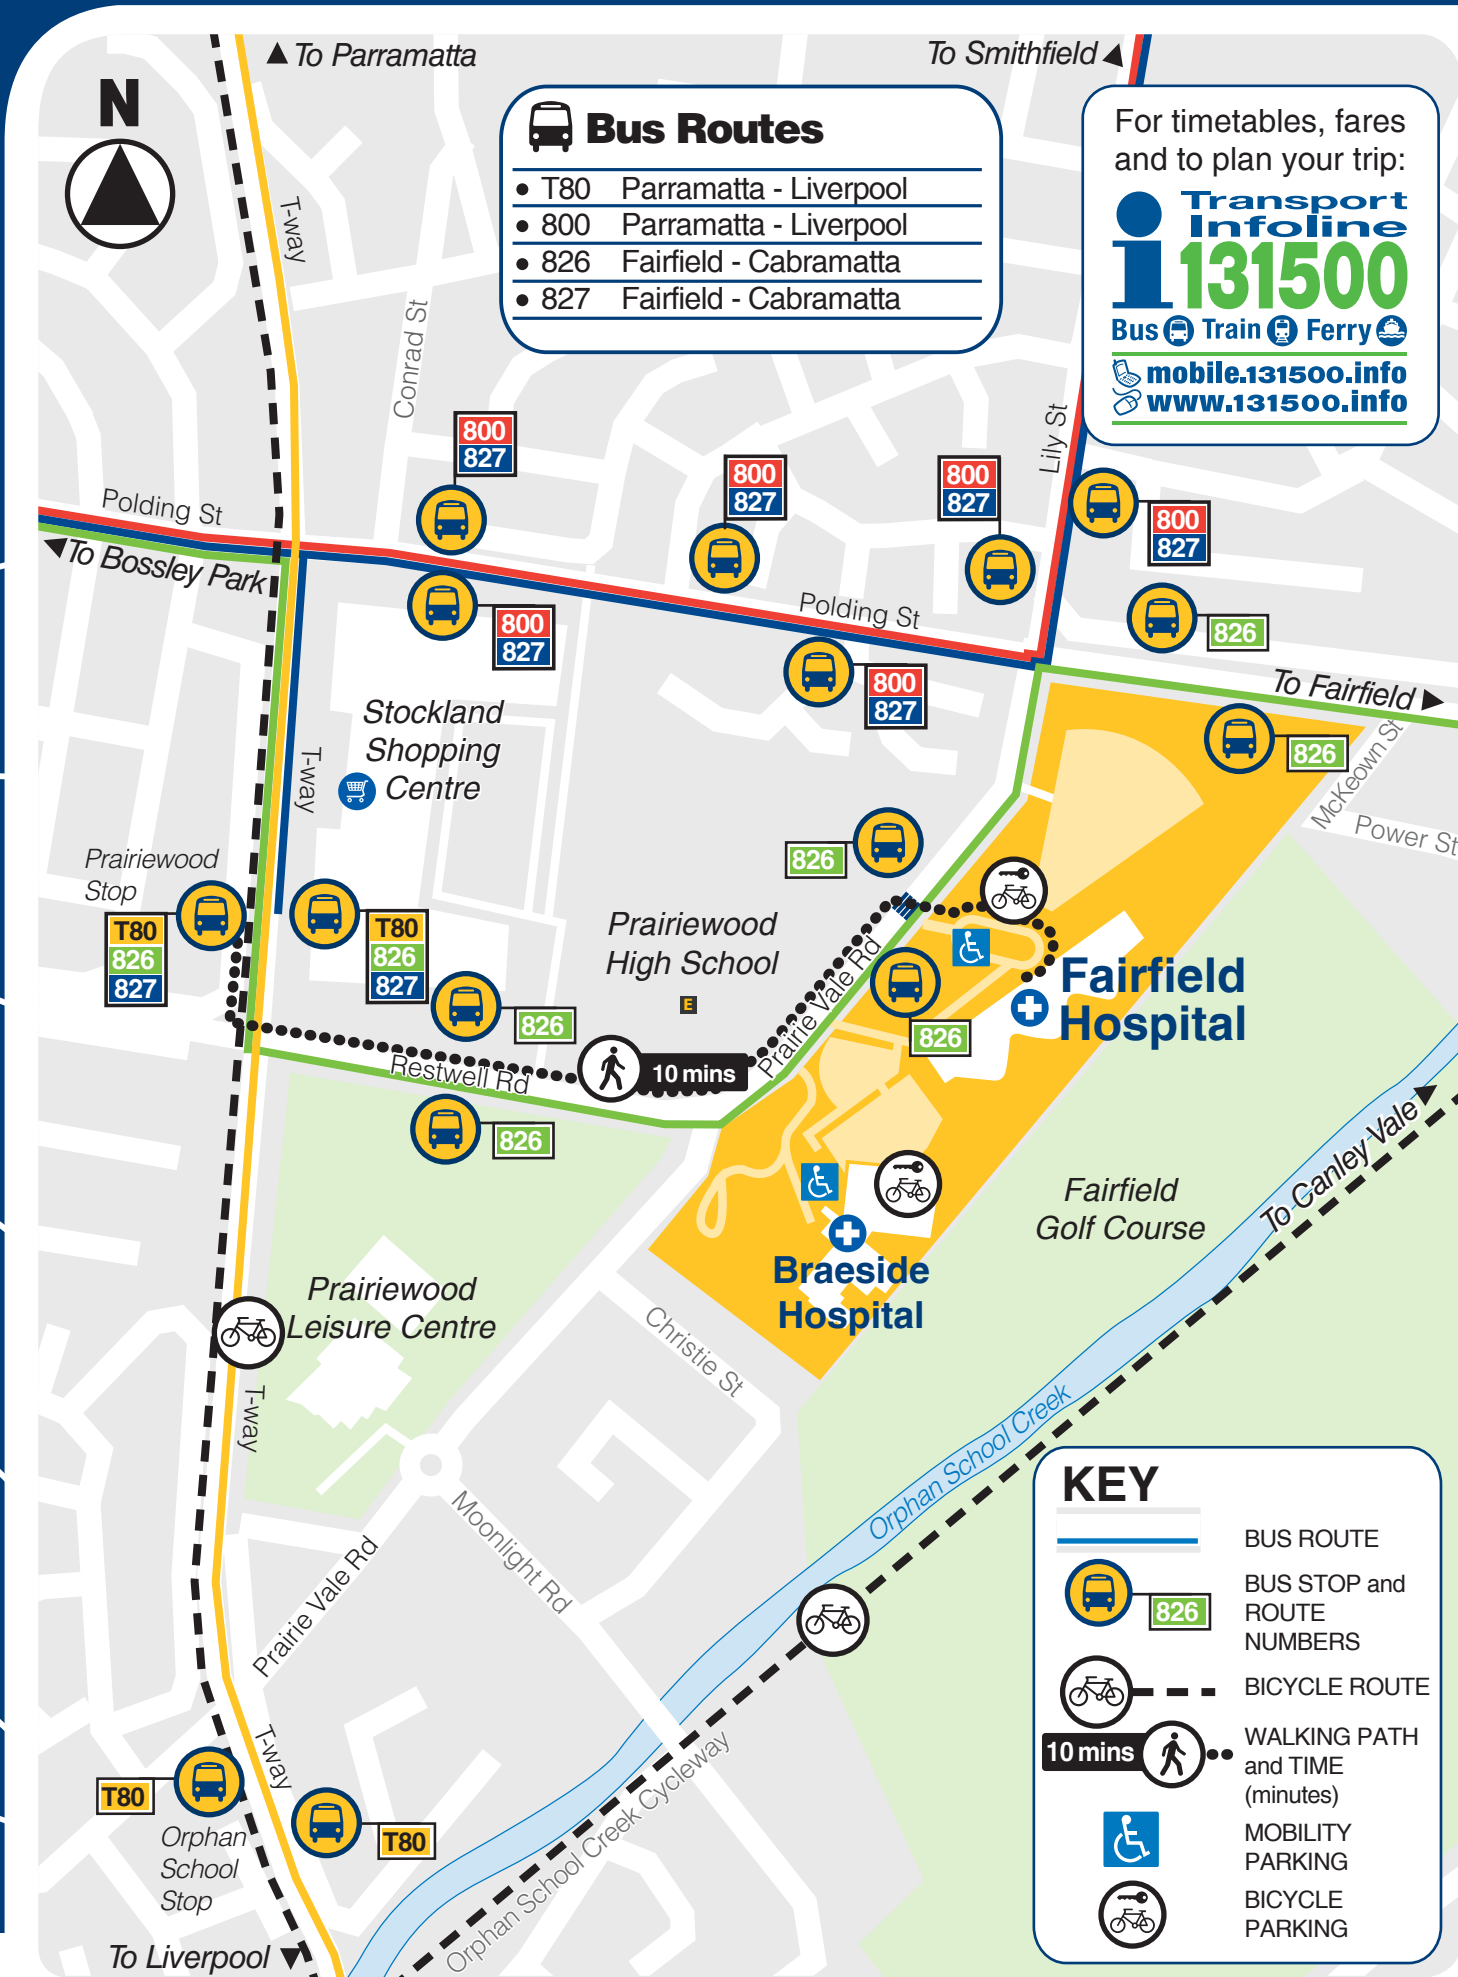 To Parramatta
To Smithfield
N
Bus Routes
• T80 Parramatta - Liverpool
• 800 Parramatta - Liverpool
• 826 Fairfield - Cabramatta
• 827 Fairfield - Cabramatta
For timetables, fares
and to plan your trip:
i Transport
Infoline
131500
Bus Train Ferry
mobile.131500.info
www.131500.info
T-way
Conrad St
Lily St
800
827
800
827
800
827
800
827
Polding St
To Bossley Park
800
827
Polding St
826
800
827
To Fairfield
826
McKeown St
Power St
Stockland
Shopping
Centre
T-way
Prairiewood
Stop
T80
826
827
T80
826
827
826
826
Prairiewood
High School
E
Prairie Vale Rd
826
Fairfield
Hospital
Restwell Rd
10 mins
826
Braeside
Hospital
Fairfield
Golf Course
To Canley Vale
Prairiewood
Leisure Centre
Christie St
T-way
Orphan School Creek
Moonlight Rd
Prairie Vale Rd
T-way
T80
T80
Orphan
School
Stop
Orphan School Creek Cycleway
To Liverpool
KEY
BUS ROUTE
826
BUS STOP and
ROUTE
NUMBERS
BICYCLE ROUTE
10 mins
WALKING PATH
and TIME
(minutes)
MOBILITY
PARKING
BICYCLE
PARKING